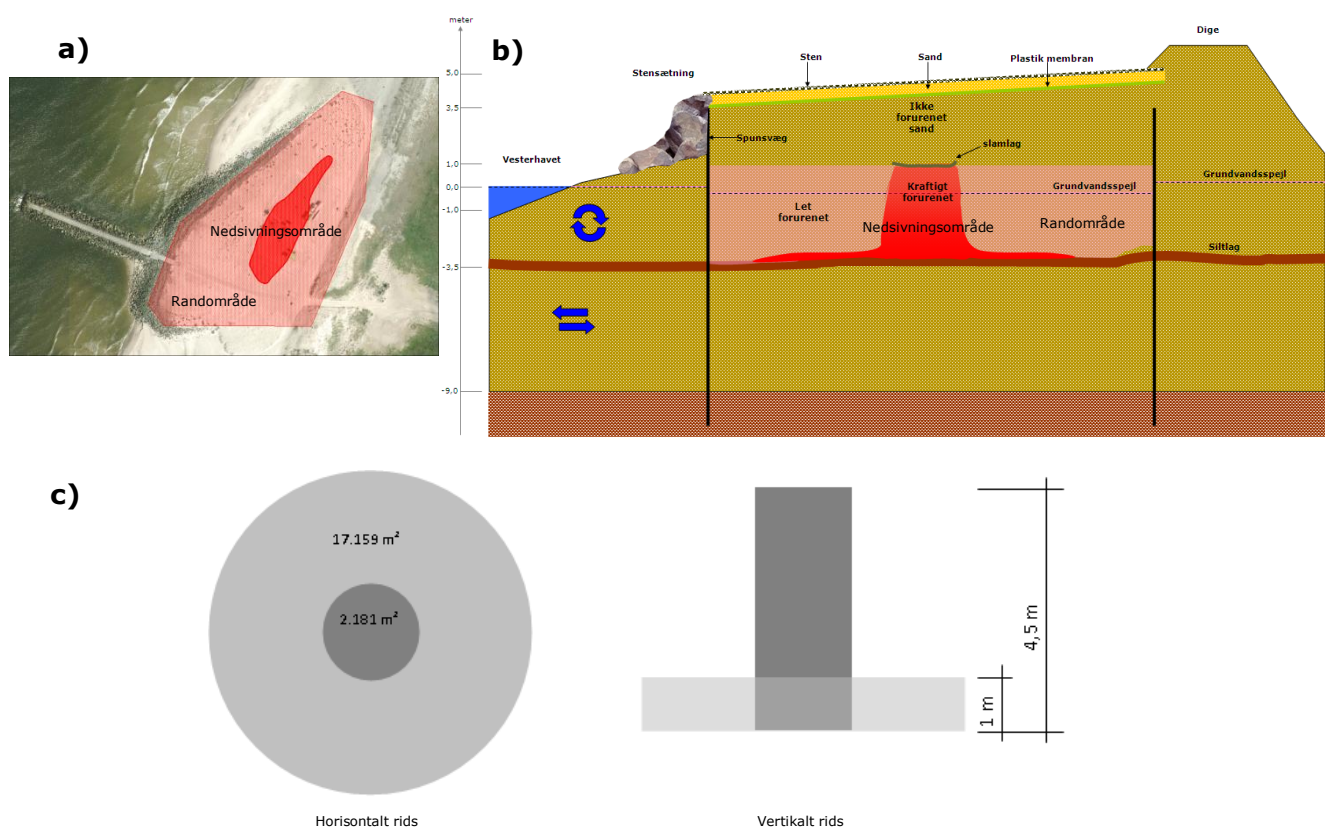 a)
Nedsivningsområde
Randområde
meter
5,0
3,5
1,0
0,0
-1,0
-3,5
-9,0
b)
Dige
Stensætning
Sten
Sand
Plastik membran
Ikke
forurenet
sand
Spunsvæg
slamlag
Vesterhavet
Grundvandsspejl
Kraftigt
forurenet
Grundvandsspejl
Let
forurenet
Nedsivningsområde
Randområde
Siltlag
c)
17.159 m²
2.181 m²
4,5 m
1 m
Horisontalt rids
Vertikalt rids